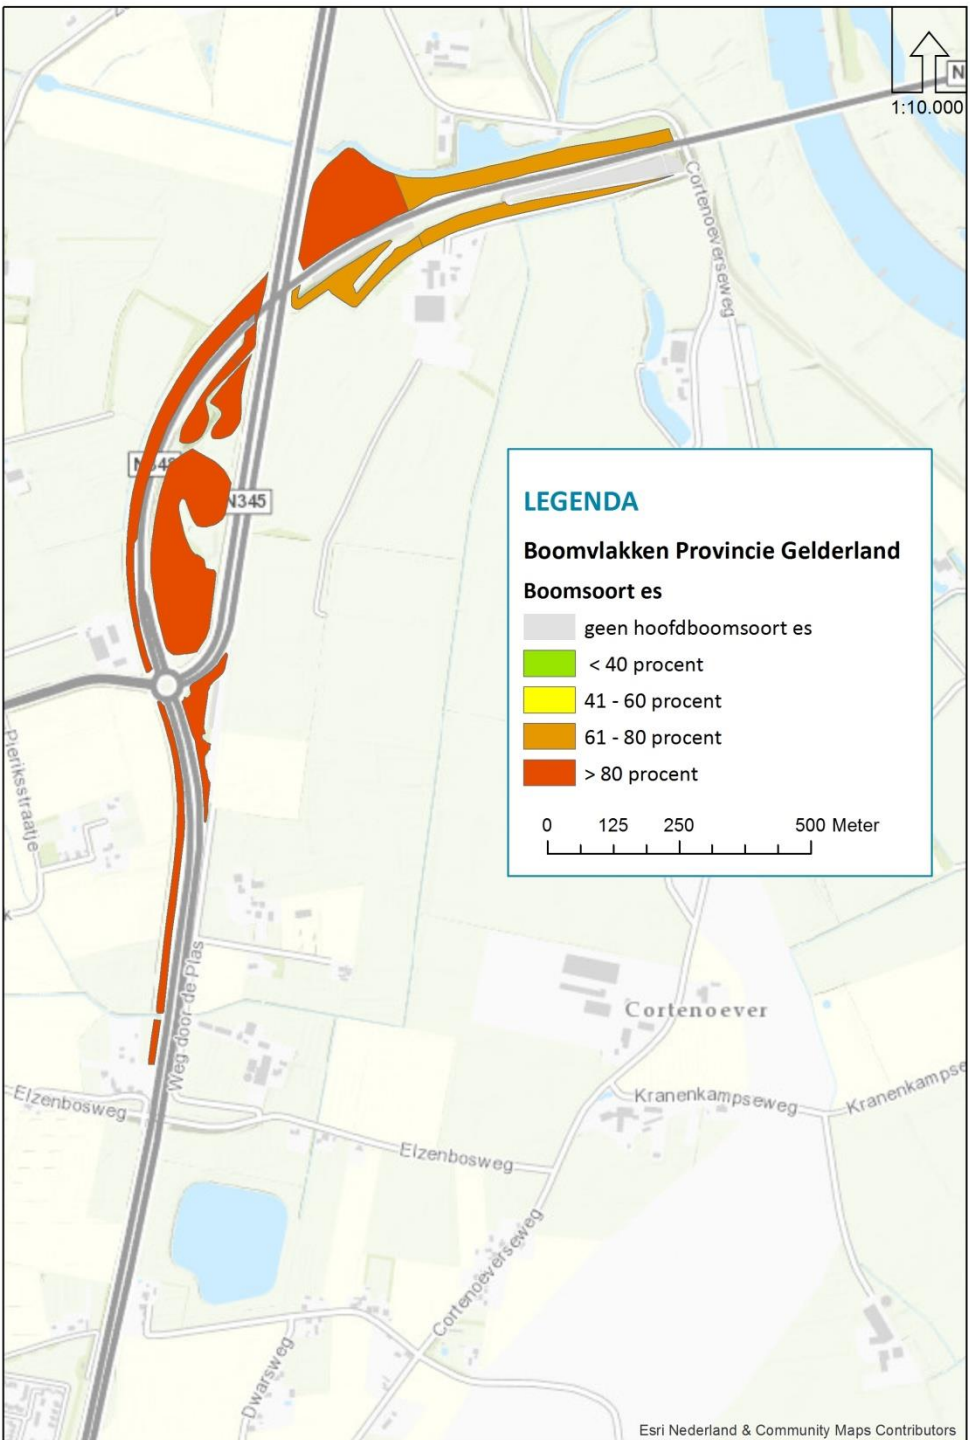 N
1:10.000
Cortenoeverseweg
N345
LEGENDA
Boomvlakken Provincie Gelderland
Boomsoort es
geen hoofdboomsoort es
< 40 procent
41 - 60 procent
61 - 80 procent
> 80 procent
0 125 250 500 Meter
Pieriksstraatje
k
Weg door de Plas
Cortenoever
Elzenbosweg
Kranenkampseweg
Kranenkampse
Elzenbosweg
Cortenoeverseweg
Dwarsweg
Esri Nederland & Community Maps Contributors